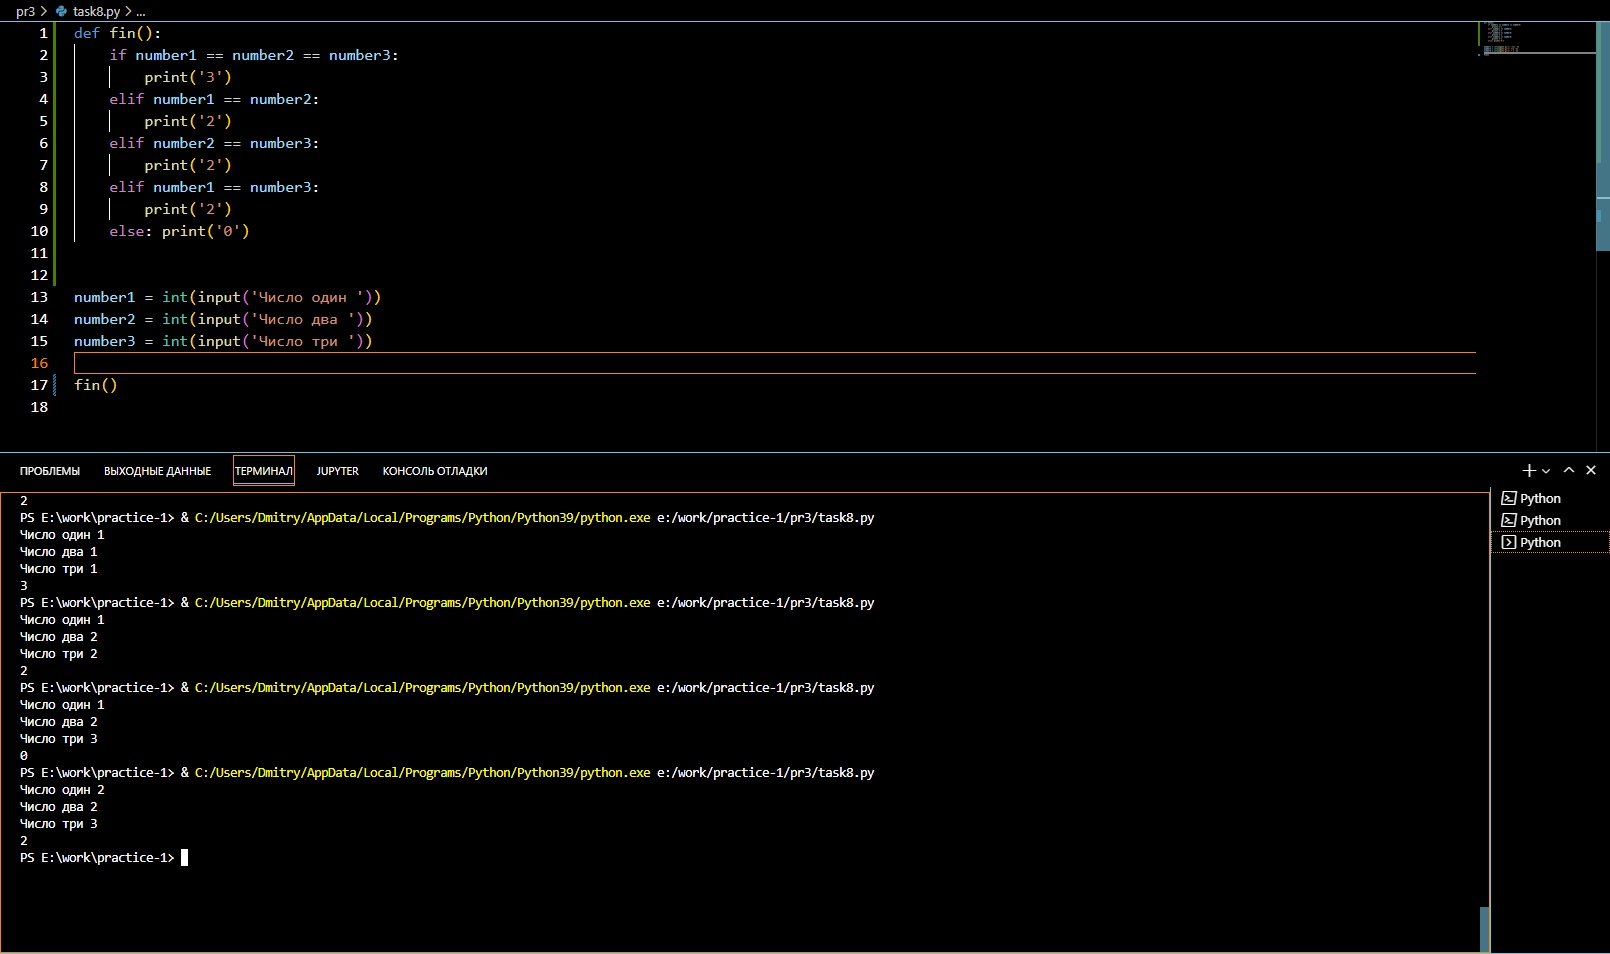 pr3 > task8.py > ...
1 def fin():
2     if number1 == number2 == number3:
3         print('3')
4     elif number1 == number2:
5         print('2')
6     elif number2 == number3:
7         print('2')
8     elif number1 == number3:
9         print('2')
10     else: print('0')
11
12
13 number1 = int(input('Число один '))
14 number2 = int(input('Число два '))
15 number3 = int(input('Число три '))
16
17 fin()
18
ПРОБЛЕМЫ ВЫХОДНЫЕ ДАННЫЕ ТЕРМИНАЛ JUPYTER КОНСОЛЬ ОТЛАДКИ
2
PS E:\work\practice-1> & C:/Users/Dmitry/AppData/Local/Programs/Python/Python39/python.exe e:/work/practice-1/pr3/task8.py
Число один 1
Число два 1
Число три 1
3
PS E:\work\practice-1> & C:/Users/Dmitry/AppData/Local/Programs/Python/Python39/python.exe e:/work/practice-1/pr3/task8.py
Число один 1
Число два 2
Число три 2
2
PS E:\work\practice-1> & C:/Users/Dmitry/AppData/Local/Programs/Python/Python39/python.exe e:/work/practice-1/pr3/task8.py
Число один 1
Число два 2
Число три 3
0
PS E:\work\practice-1> & C:/Users/Dmitry/AppData/Local/Programs/Python/Python39/python.exe e:/work/practice-1/pr3/task8.py
Число один 2
Число два 2
Число три 3
2
PS E:\work\practice-1>
Python
Python
Python